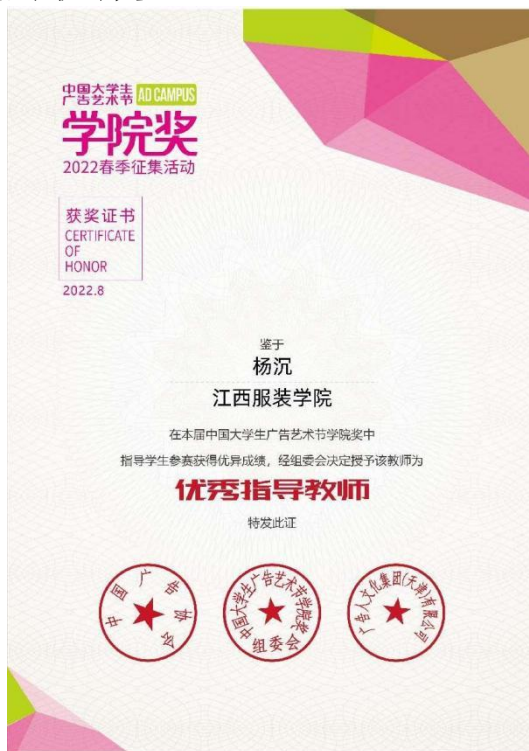 中国大学生
广告艺术节 AD CAMPUS
学院奖
2022春季征集活动
获奖证书
CERTIFICATE
OF
HONOR
2022.8
鉴于
杨沉
江西服装学院
在本届中国大学生广告艺术节学院奖中
指导学生参赛获得优异成绩，经组委会决定授予该教师为
优秀指导教师
特发此证
中国广告协会
中国大学生广告艺术节学院奖
组委会
广告人文化集团(天津)有限公司